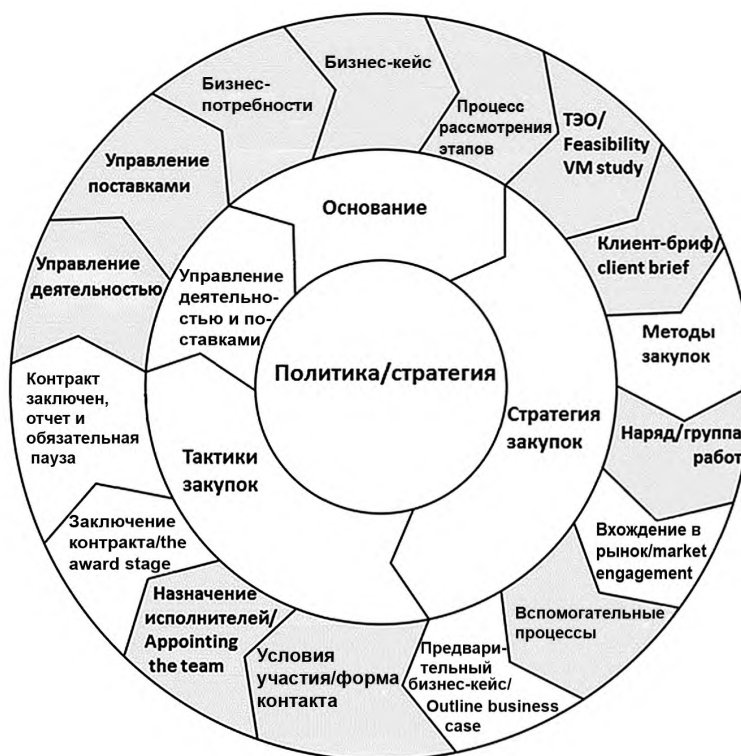 Бизнес-кейс
Процесс
рассмотрения
этапов
ТЭО/
Feasibility
VM study
Клиент-бриф/
client brief
Методы
закупок
Наряд/группа
работ
Вхождение в
рынок/market
engagement
Вспомогательные
процессы
Предвари-
тельный
бизнес-кейс/
Outline business
case
Условия
участия/форма
контакта
Назначение
исполнителей/
Appointing
the team
Заключение
контракта/the
award stage
Контракт
заключен,
отчет и
обязательная
пауза
Управление
деятельностью
Управление
поставками
Бизнес-
потребности
Основание
Стратегия
закупок
Тактики
закупок
Управление
деятельно-
стью и по-
ставками
Политика/стратегия